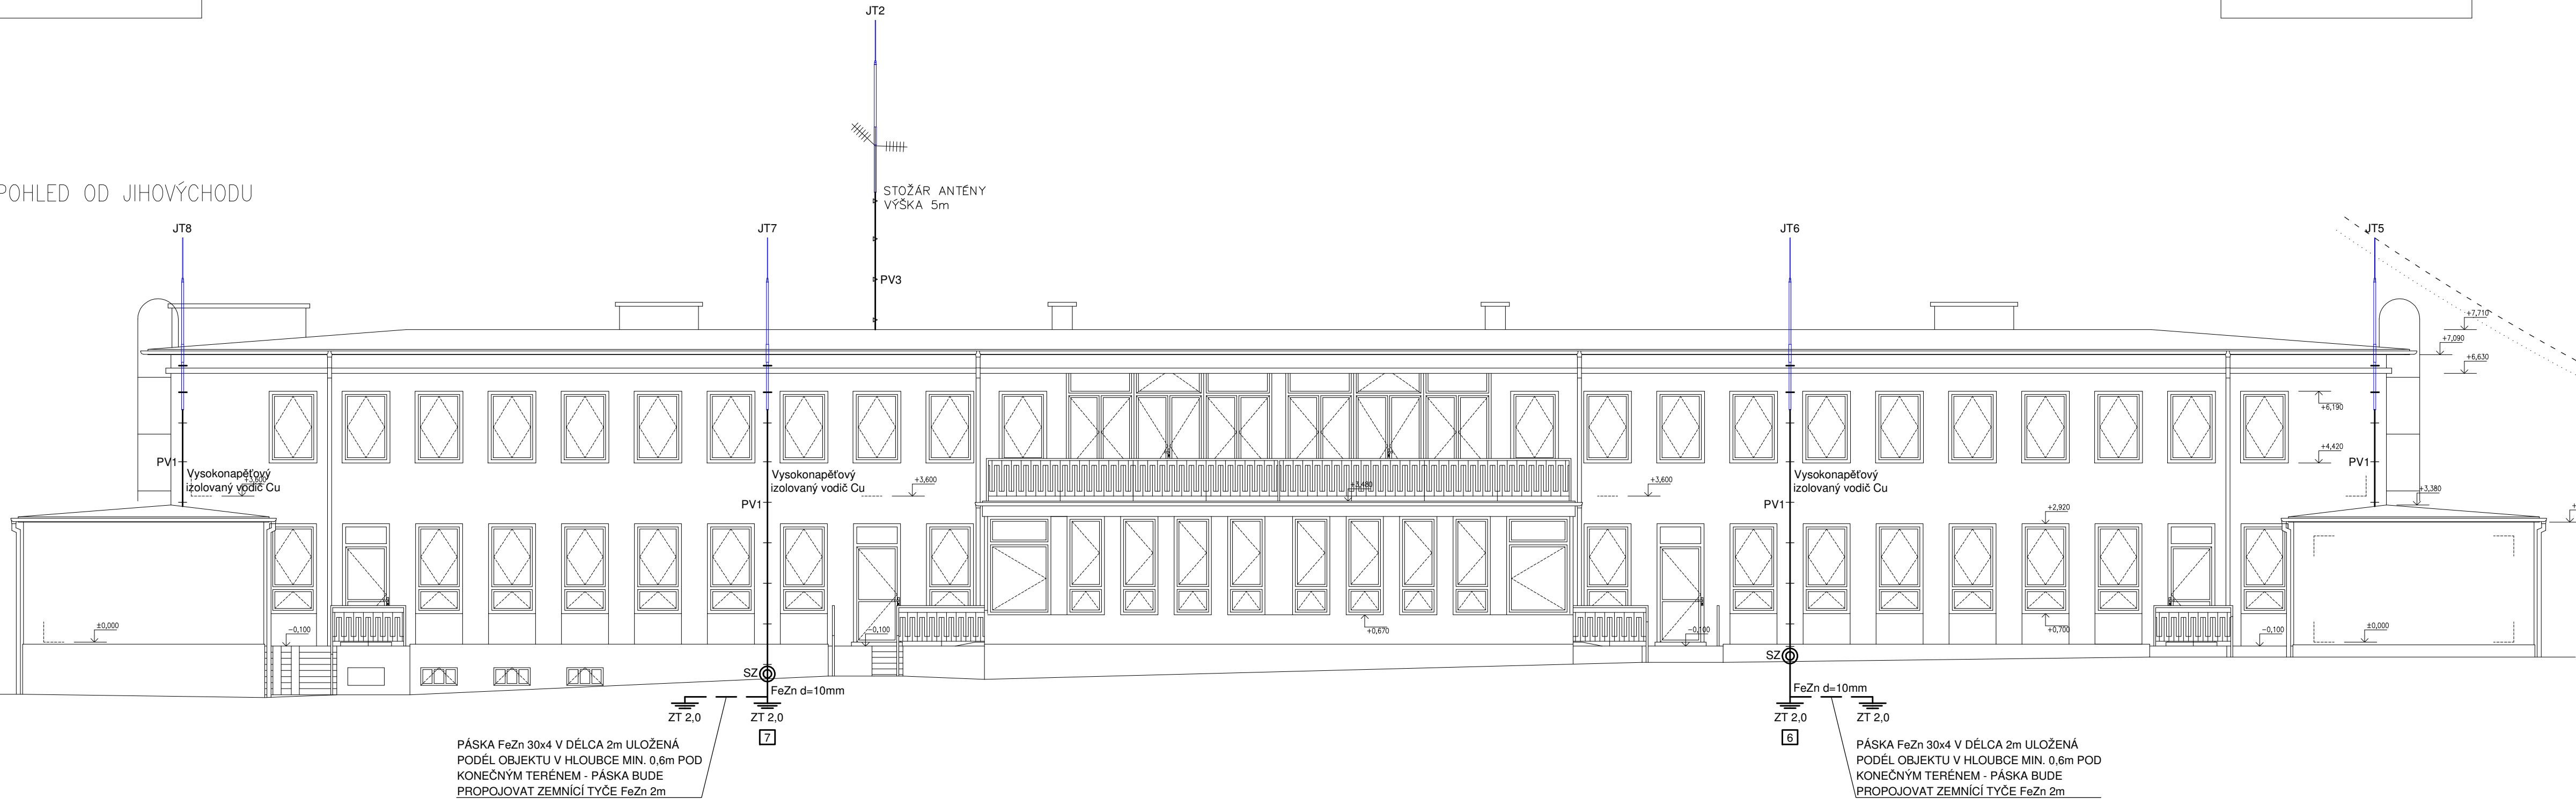 JT2
POHLED OD JIHOVÝCHODU
STOŽÁR ANTÉNY
VÝŠKA 5m
JT8
JT7
JT6
JT5
PV3
+7,710
+7,090
+6,630
+6,190
+4,420
PV1
Vysokonapěťový
izolovaný vodič Cu
+3,600
Vysokonapěťový
izolovaný vodič Cu
PV1
+3,600
+3,480
+3,600
Vysokonapěťový
izolovaný vodič Cu
PV1
PV1
+3,380
+2,920
±0,000
-0,100
-0,100
+0,670
-0,100
+0,700
-0,100
±0,000
SZ
FeZn d=10mm
ZT 2,0
ZT 2,0
7
PÁSKA FeZn 30x4 V DÉLCA 2m ULOŽENÁ
PODÉL OBJEKTU V HLOUBCE MIN. 0,6m POD
KONEČNÝM TERÉNEM - PÁSKA BUDE
PROPOJOVAT ZEMNÍCÍ TYČE FeZn 2m
SZ
FeZn d=10mm
ZT 2,0
ZT 2,0
6
PÁSKA FeZn 30x4 V DÉLCA 2m ULOŽENÁ
PODÉL OBJEKTU V HLOUBCE MIN. 0,6m POD
KONEČNÝM TERÉNEM - PÁSKA BUDE
PROPOJOVAT ZEMNÍCÍ TYČE FeZn 2m